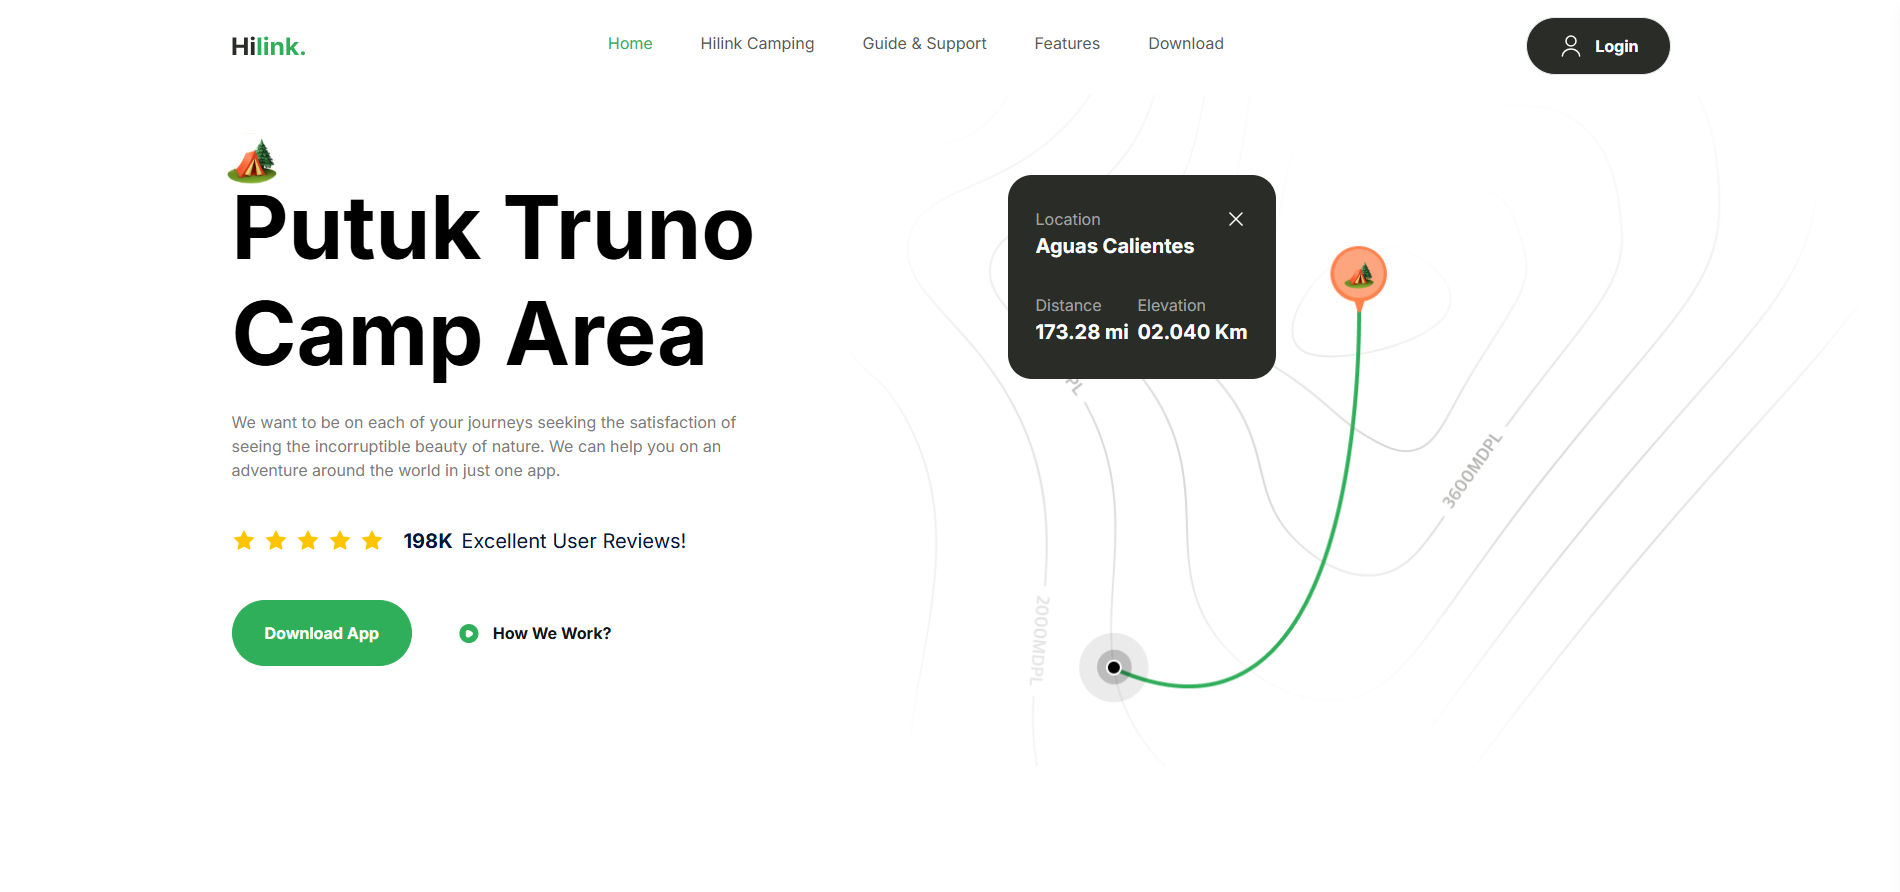 Hilink.
Home
Hilink Camping
Guide & Support
Features
Download
Login
Putuk Truno
Camp Area
We want to be on each of your journeys seeking the satisfaction of
seeing the incorruptible beauty of nature. We can help you on an
adventure around the world in just one app.
198K Excellent User Reviews!
Download App
How We Work?
Location
Aguas Calientes
Distance Elevation
173.28 mi 02.040 Km
PL
3600MDPL
2000MDPL